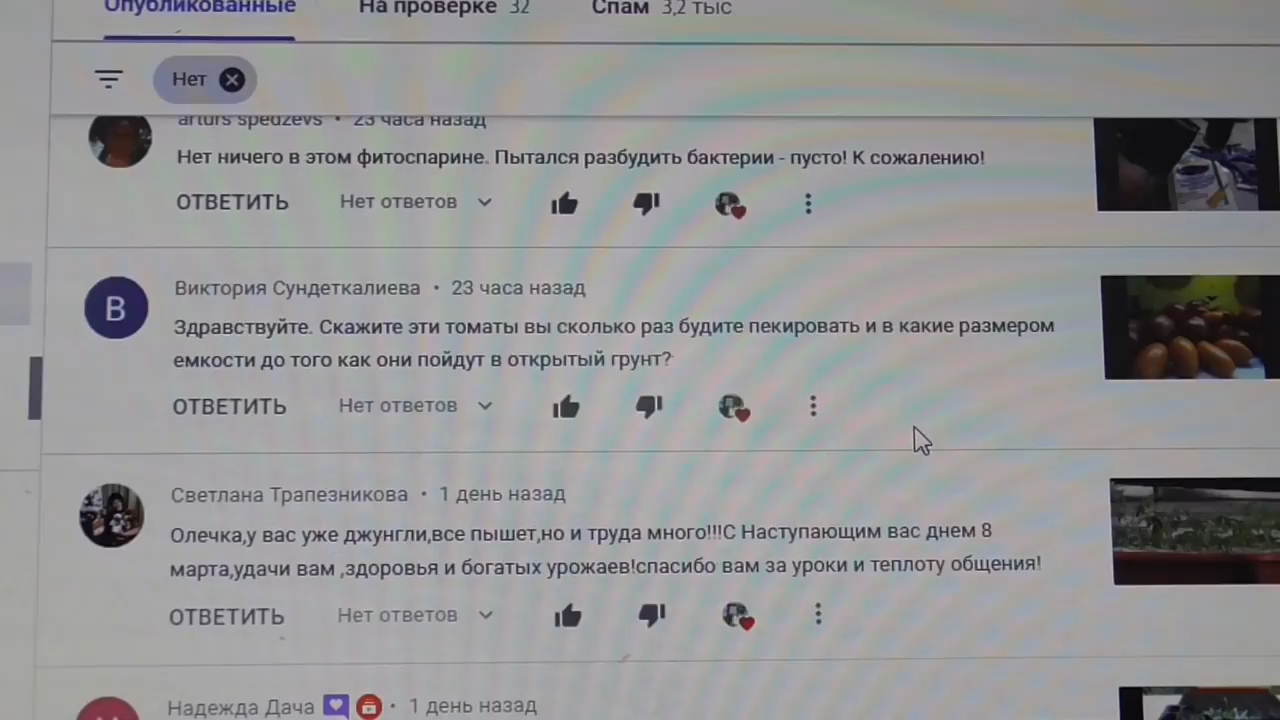 Опубликованные На проверке 32 Спам 3,2 тыс
Нет
arturs spedzevs • 23 часа назад
Нет ничего в этом фитоспарине. Пытался разбудить бактерии - пусто! К сожалению!
ОТВЕТИТЬ Нет ответов
В
Виктория Сундеткалиева • 23 часа назад
Здравствуйте. Скажите эти томаты вы сколько раз будите пекировать и в какие размером
емкости до того как они пойдут в открытый грунт?
ОТВЕТИТЬ Нет ответов
Светлана Трапезникова • 1 день назад
Олечка,у вас уже джунгли,все пышет,но и труда много!!!С Наступающим вас днем 8
марта,удачи вам ,здоровья и богатых урожаев!спасибо вам за уроки и теплоту общения!
ОТВЕТИТЬ Нет ответов
Надежда Дача • 1 день назад